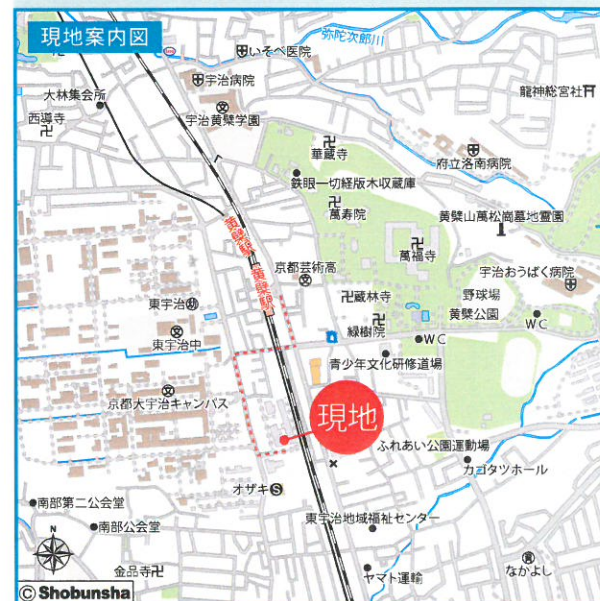 現地案内図
弥陀次郎川
いそべ医院
宇治病院
大林集会所
宇治黄檗学園
西導寺
龍神総宮社
華蔵寺
府立洛南病院
鉄眼一切経版木収蔵庫
萬寿院
黄檗山萬松崗墓地霊園
黄檗駅
萬福寺
京都芸術高
宇治おうばく病院
黄檗駅
野球場
黄檗公園
東宇治幼
蔵林寺
WC
緑樹院
東宇治中
WC
青少年文化研修道場
京都大宇治キャンパス
現地
ふれあい公園運動場
カゴタツホール
オザキ S
南部第二公会堂
東宇治地域福祉センター
南部公会堂
N
金品寺
なかよし
ヤマト運輸
© Shobunsha